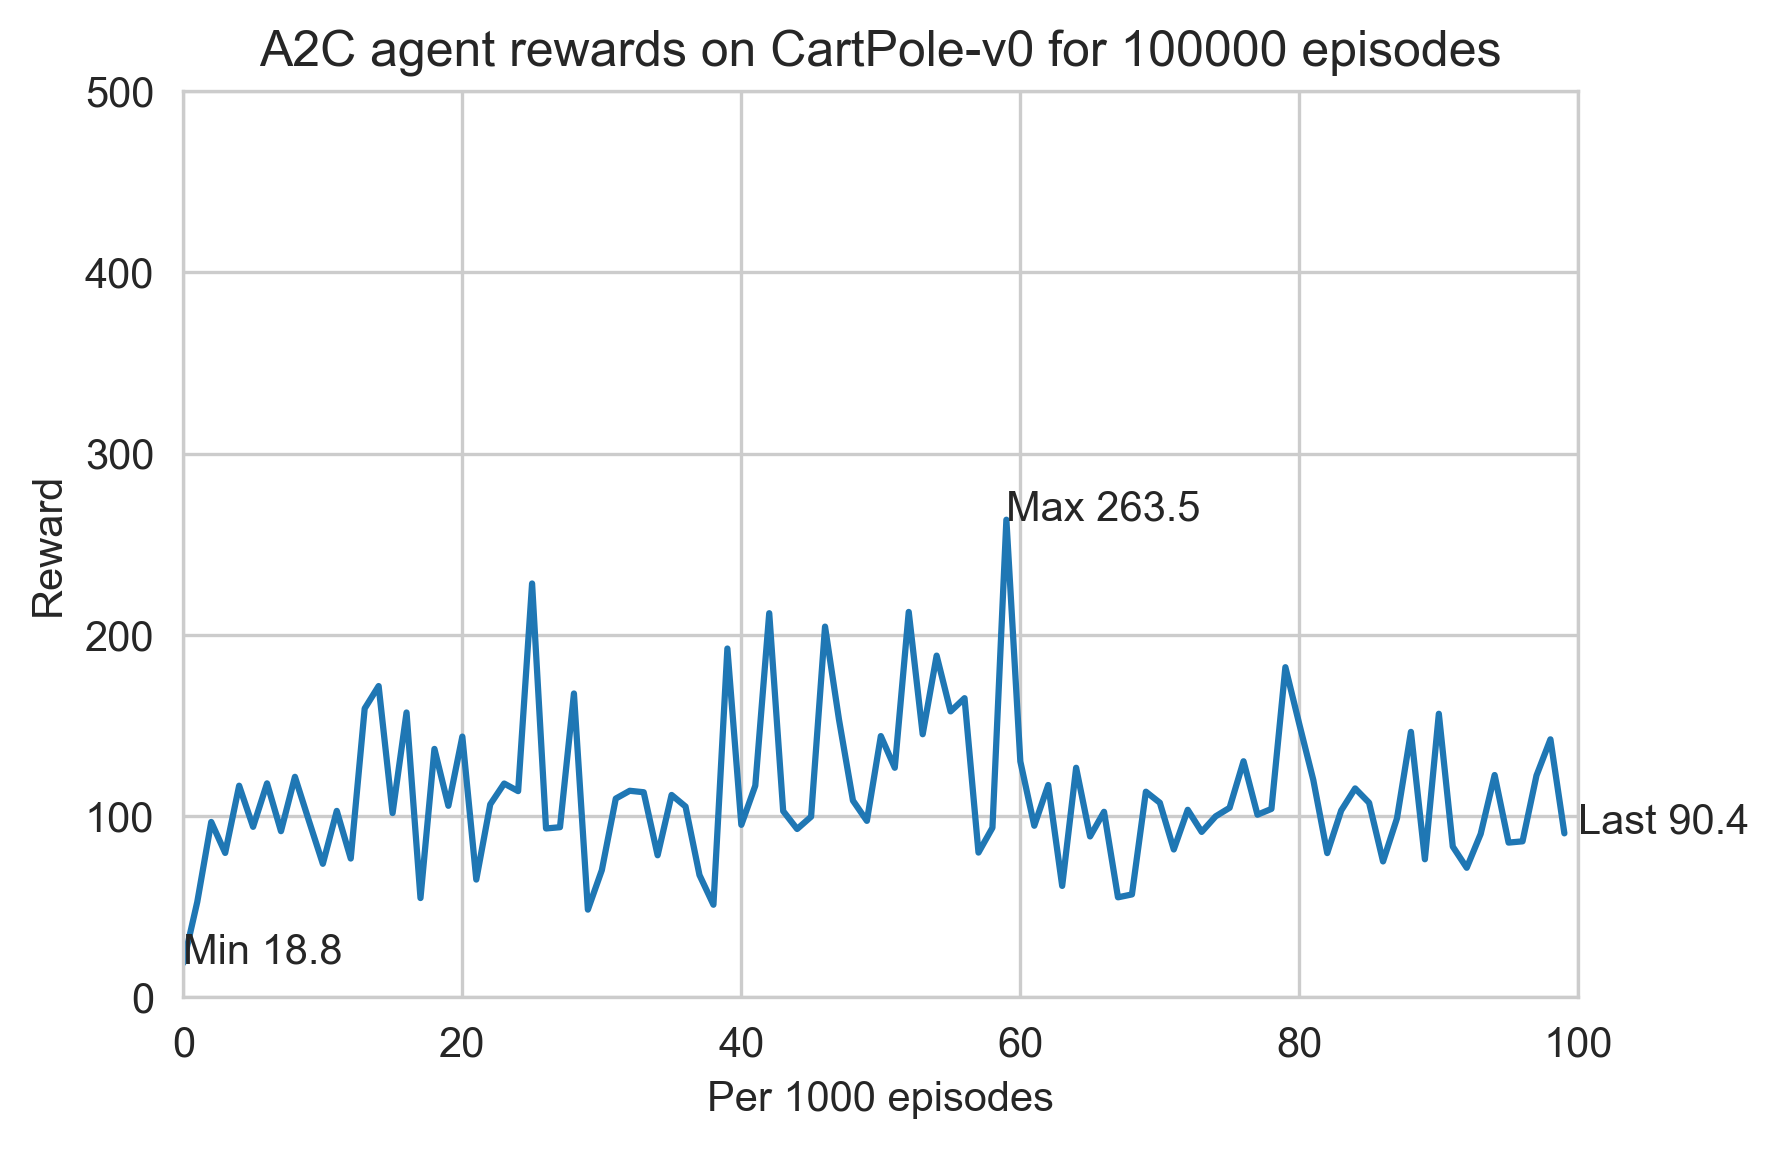 A2C agent rewards on CartPole-v0 for 100000 episodes
500
400
300
200
100
0
Reward
Max 263.5
Last 90.4
Min 18.8
0 20 40 60 80 100
Per 1000 episodes